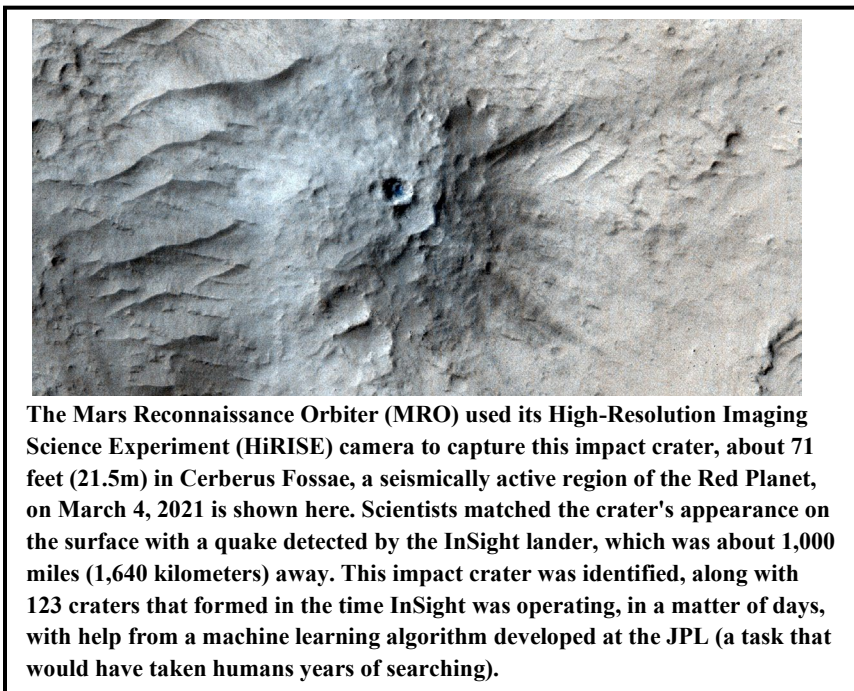 The Mars Reconnaissance Orbiter (MRO) used its High-Resolution Imaging
Science Experiment (HiRISE) camera to capture this impact crater, about 71
feet (21.5m) in Cerberus Fossae, a seismically active region of the Red Planet,
on March 4, 2021 is shown here. Scientists matched the crater's appearance on
the surface with a quake detected by the InSight lander, which was about 1,000
miles (1,640 kilometers) away. This impact crater was identified, along with
123 craters that formed in the time InSight was operating, in a matter of days,
with help from a machine learning algorithm developed at the JPL (a task that
would have taken humans years of searching).